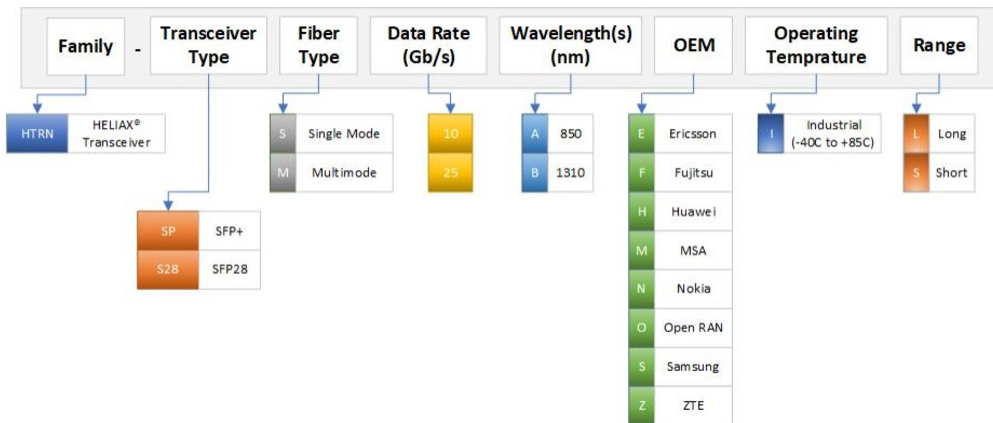 Family - Transceiver Type Fiber Type Data Rate (Gb/s) Wavelength(s) (nm) OEM Operating Temprature Range
HTRN HELIAX® Transceiver
SP SFP+
S28 SFP28
S Single Mode
M Multimode
10
25
A 850
B 1310
E Ericsson
F Fujitsu
H Huawei
M MSA
N Nokia
O Open RAN
S Samsung
Z ZTE
I Industrial (-40C to +85C)
L Long
S Short